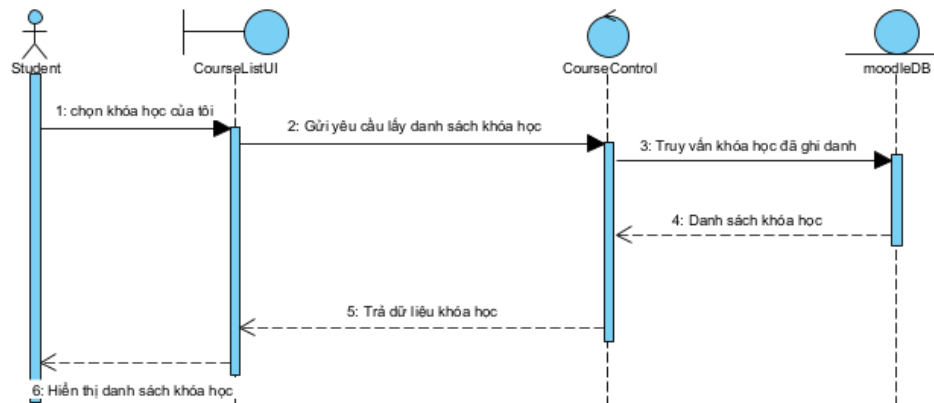 Student
CourseListUI
CourseControl
moodleDB
1: chọn khóa học của tôi
2: Gửi yêu cầu lấy danh sách khóa học
3: Truy vấn khóa học đã ghi danh
4: Danh sách khóa học
5: Trả dữ liệu khóa học
6: Hiển thị danh sách khóa học